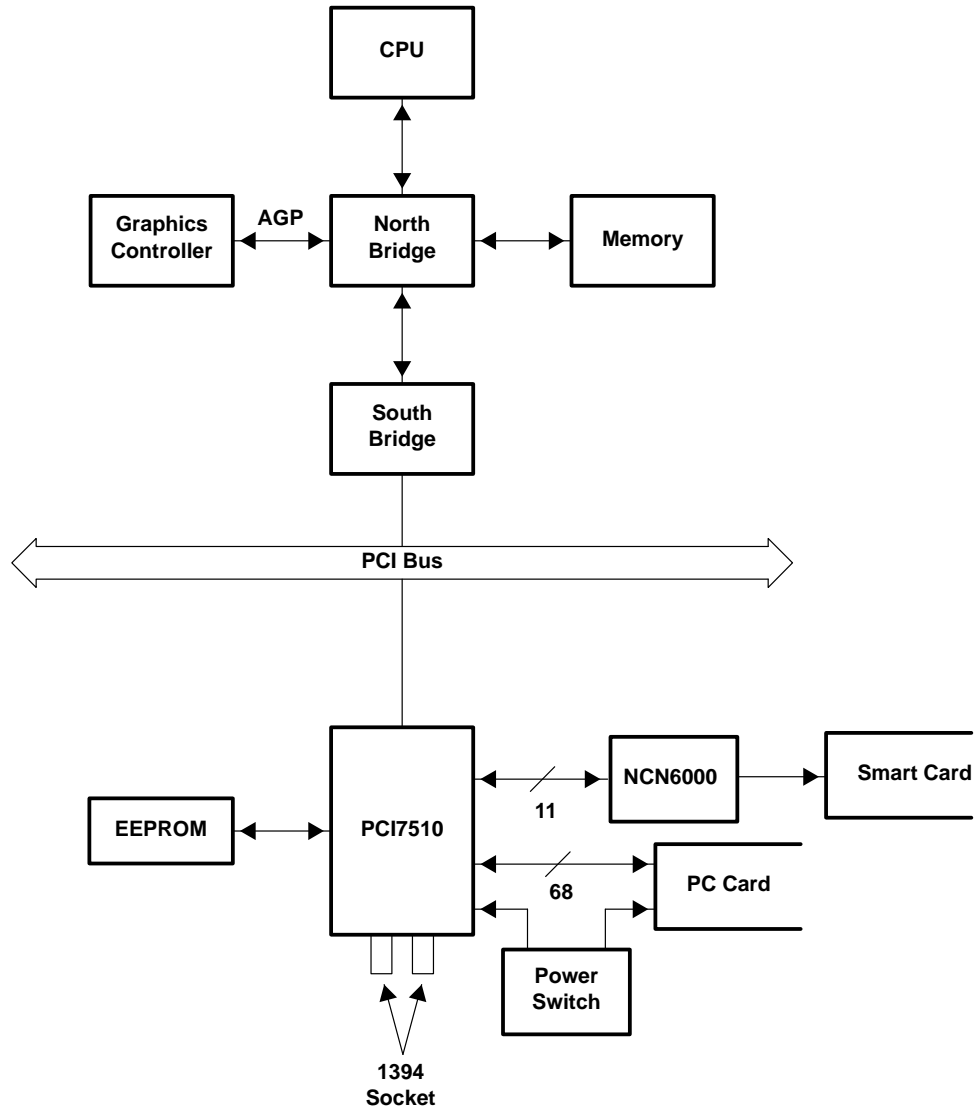 CPU
AGP
Graphics
Controller
North
Bridge
Memory
South
Bridge
PCI Bus
PCI7510
EEPROM
NCN6000
Smart Card
11
PC Card
68
Power
Switch
1394
Socket